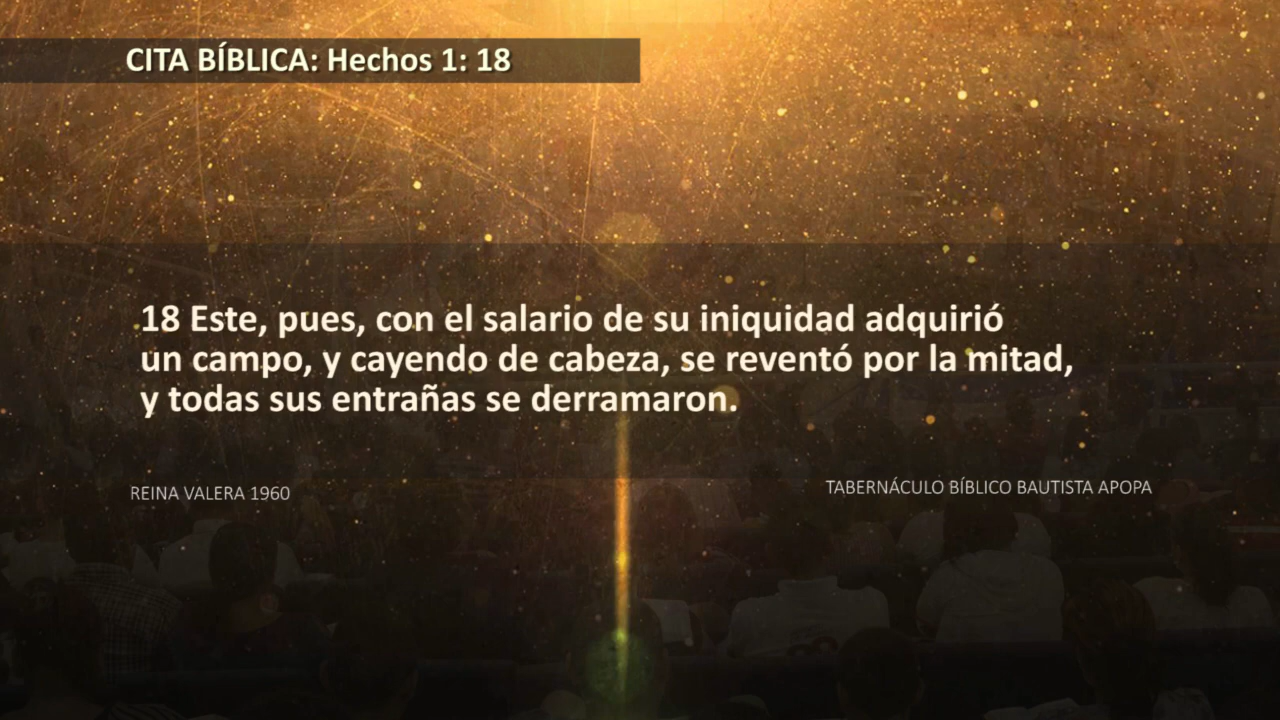 CITA BÍBLICA: Hechos 1: 18
18 Este, pues, con el salario de su iniquidad adquirió
un campo, y cayendo de cabeza, se reventó por la mitad,
y todas sus entrañas se derramaron.
REINA VALERA 1960
TABERNÁCULO BÍBLICO BAUTISTA APOPA